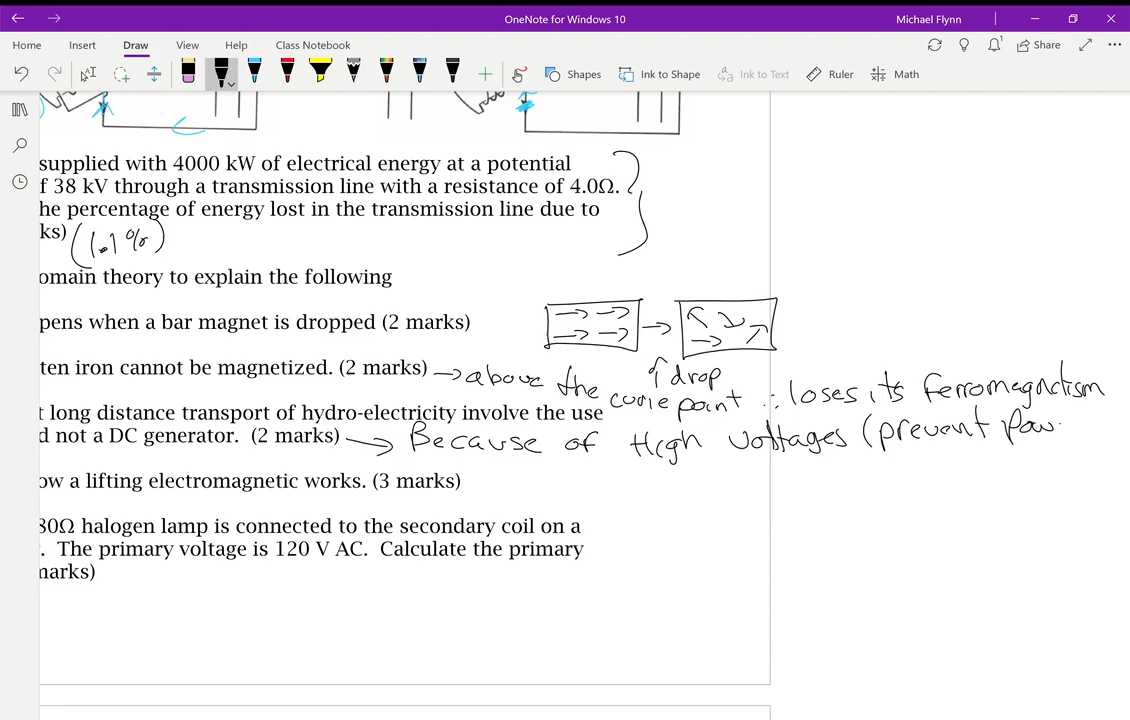 OneNote for Windows 10
Michael Flynn
Home Insert Draw View Help Class Notebook
1 Share
Shapes Ink to Shape Ink to Text Ruler Math
supplied with 4000 kW of electrical energy at a potential
f 38 kV through a transmission line with a resistance of 4.0Ω.
he percentage of energy lost in the transmission line due to
ks) (1.1%)
omain theory to explain the following
pens when a bar magnet is dropped (2 marks)
drop
ten iron cannot be magnetized. (2 marks) → above the curie point ∴ loses its ferromagnetism
t long distance transport of hydro-electricity involve the use
d not a DC generator. (2 marks) → Because of High voltages (prevent pow
ow a lifting electromagnetic works. (3 marks)
80Ω halogen lamp is connected to the secondary coil on a
. The primary voltage is 120 V AC. Calculate the primary
marks)